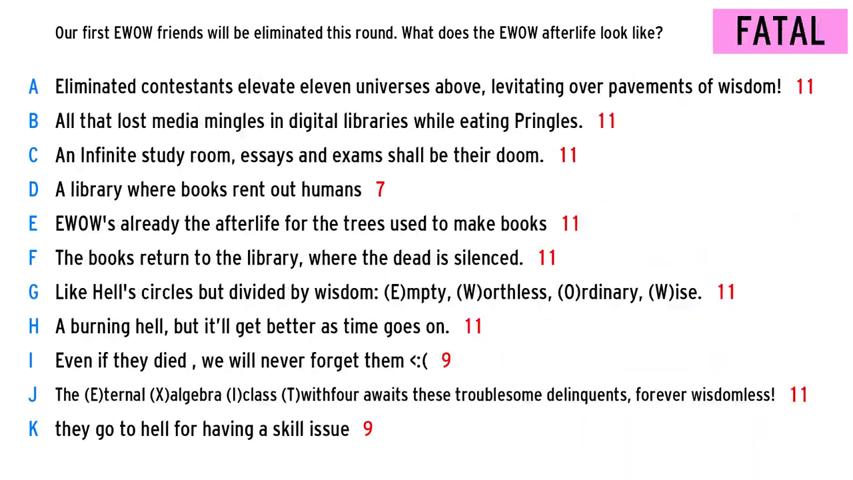 Our first EWOW friends will be eliminated this round. What does the EWOW afterlife look like?
FATAL
A Eliminated contestants elevate eleven universes above, levitating over pavements of wisdom! 11
B All that lost media mingles in digital libraries while eating Pringles. 11
C An Infinite study room, essays and exams shall be their doom. 11
D A library where books rent out humans 7
E EWOW's already the afterlife for the trees used to make books 11
F The books return to the library, where the dead is silenced. 11
G Like Hell's circles but divided by wisdom: (E)mpty, (W)orthless, (O)rdinary, (W)ise. 11
H A burning hell, but it'll get better as time goes on. 11
I Even if they died , we will never forget them <:( 9
J The (E)ternal (X)algebra (I)class (T)withfour awaits these troublesome delinquents, forever wisdomless! 11
K they go to hell for having a skill issue 9